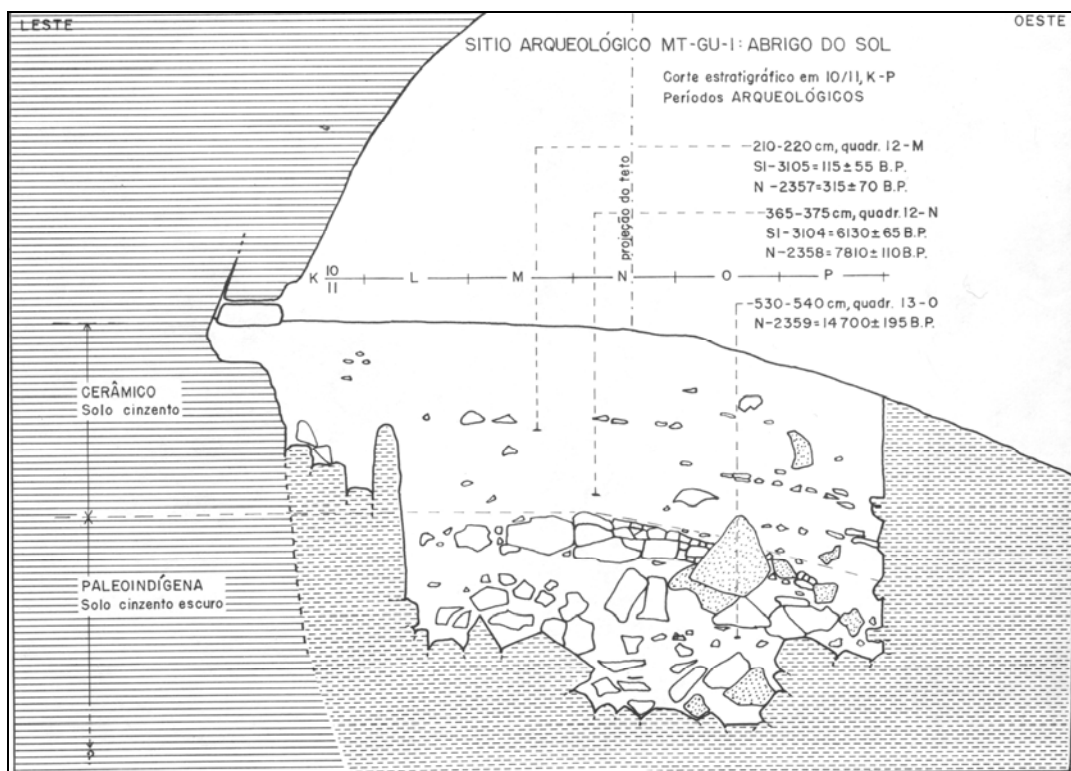 LESTE
OESTE
SITIO ARQUEOLÓGICO MT-GU-I: ABRIGO DO SOL
Corte estratigráfico em 10/11, K-P
Períodos ARQUEOLÓGICOS
210-220 cm, quadr. 12-M
SI-3105=115±55 B.P.
N-2357=315±70 B.P.
projeção do teto
365-375cm, quadr. 12-N
SI-3104=6130±65 B.P.
N-2358=7810±110 B.P.
K 10/11 L M N O P
530-540 cm, quadr. 13-O
N-2359=14700±195 B.P.
CERÂMICO
Solo cinzento
PALEOINDÍGENA
Solo cinzento escuro